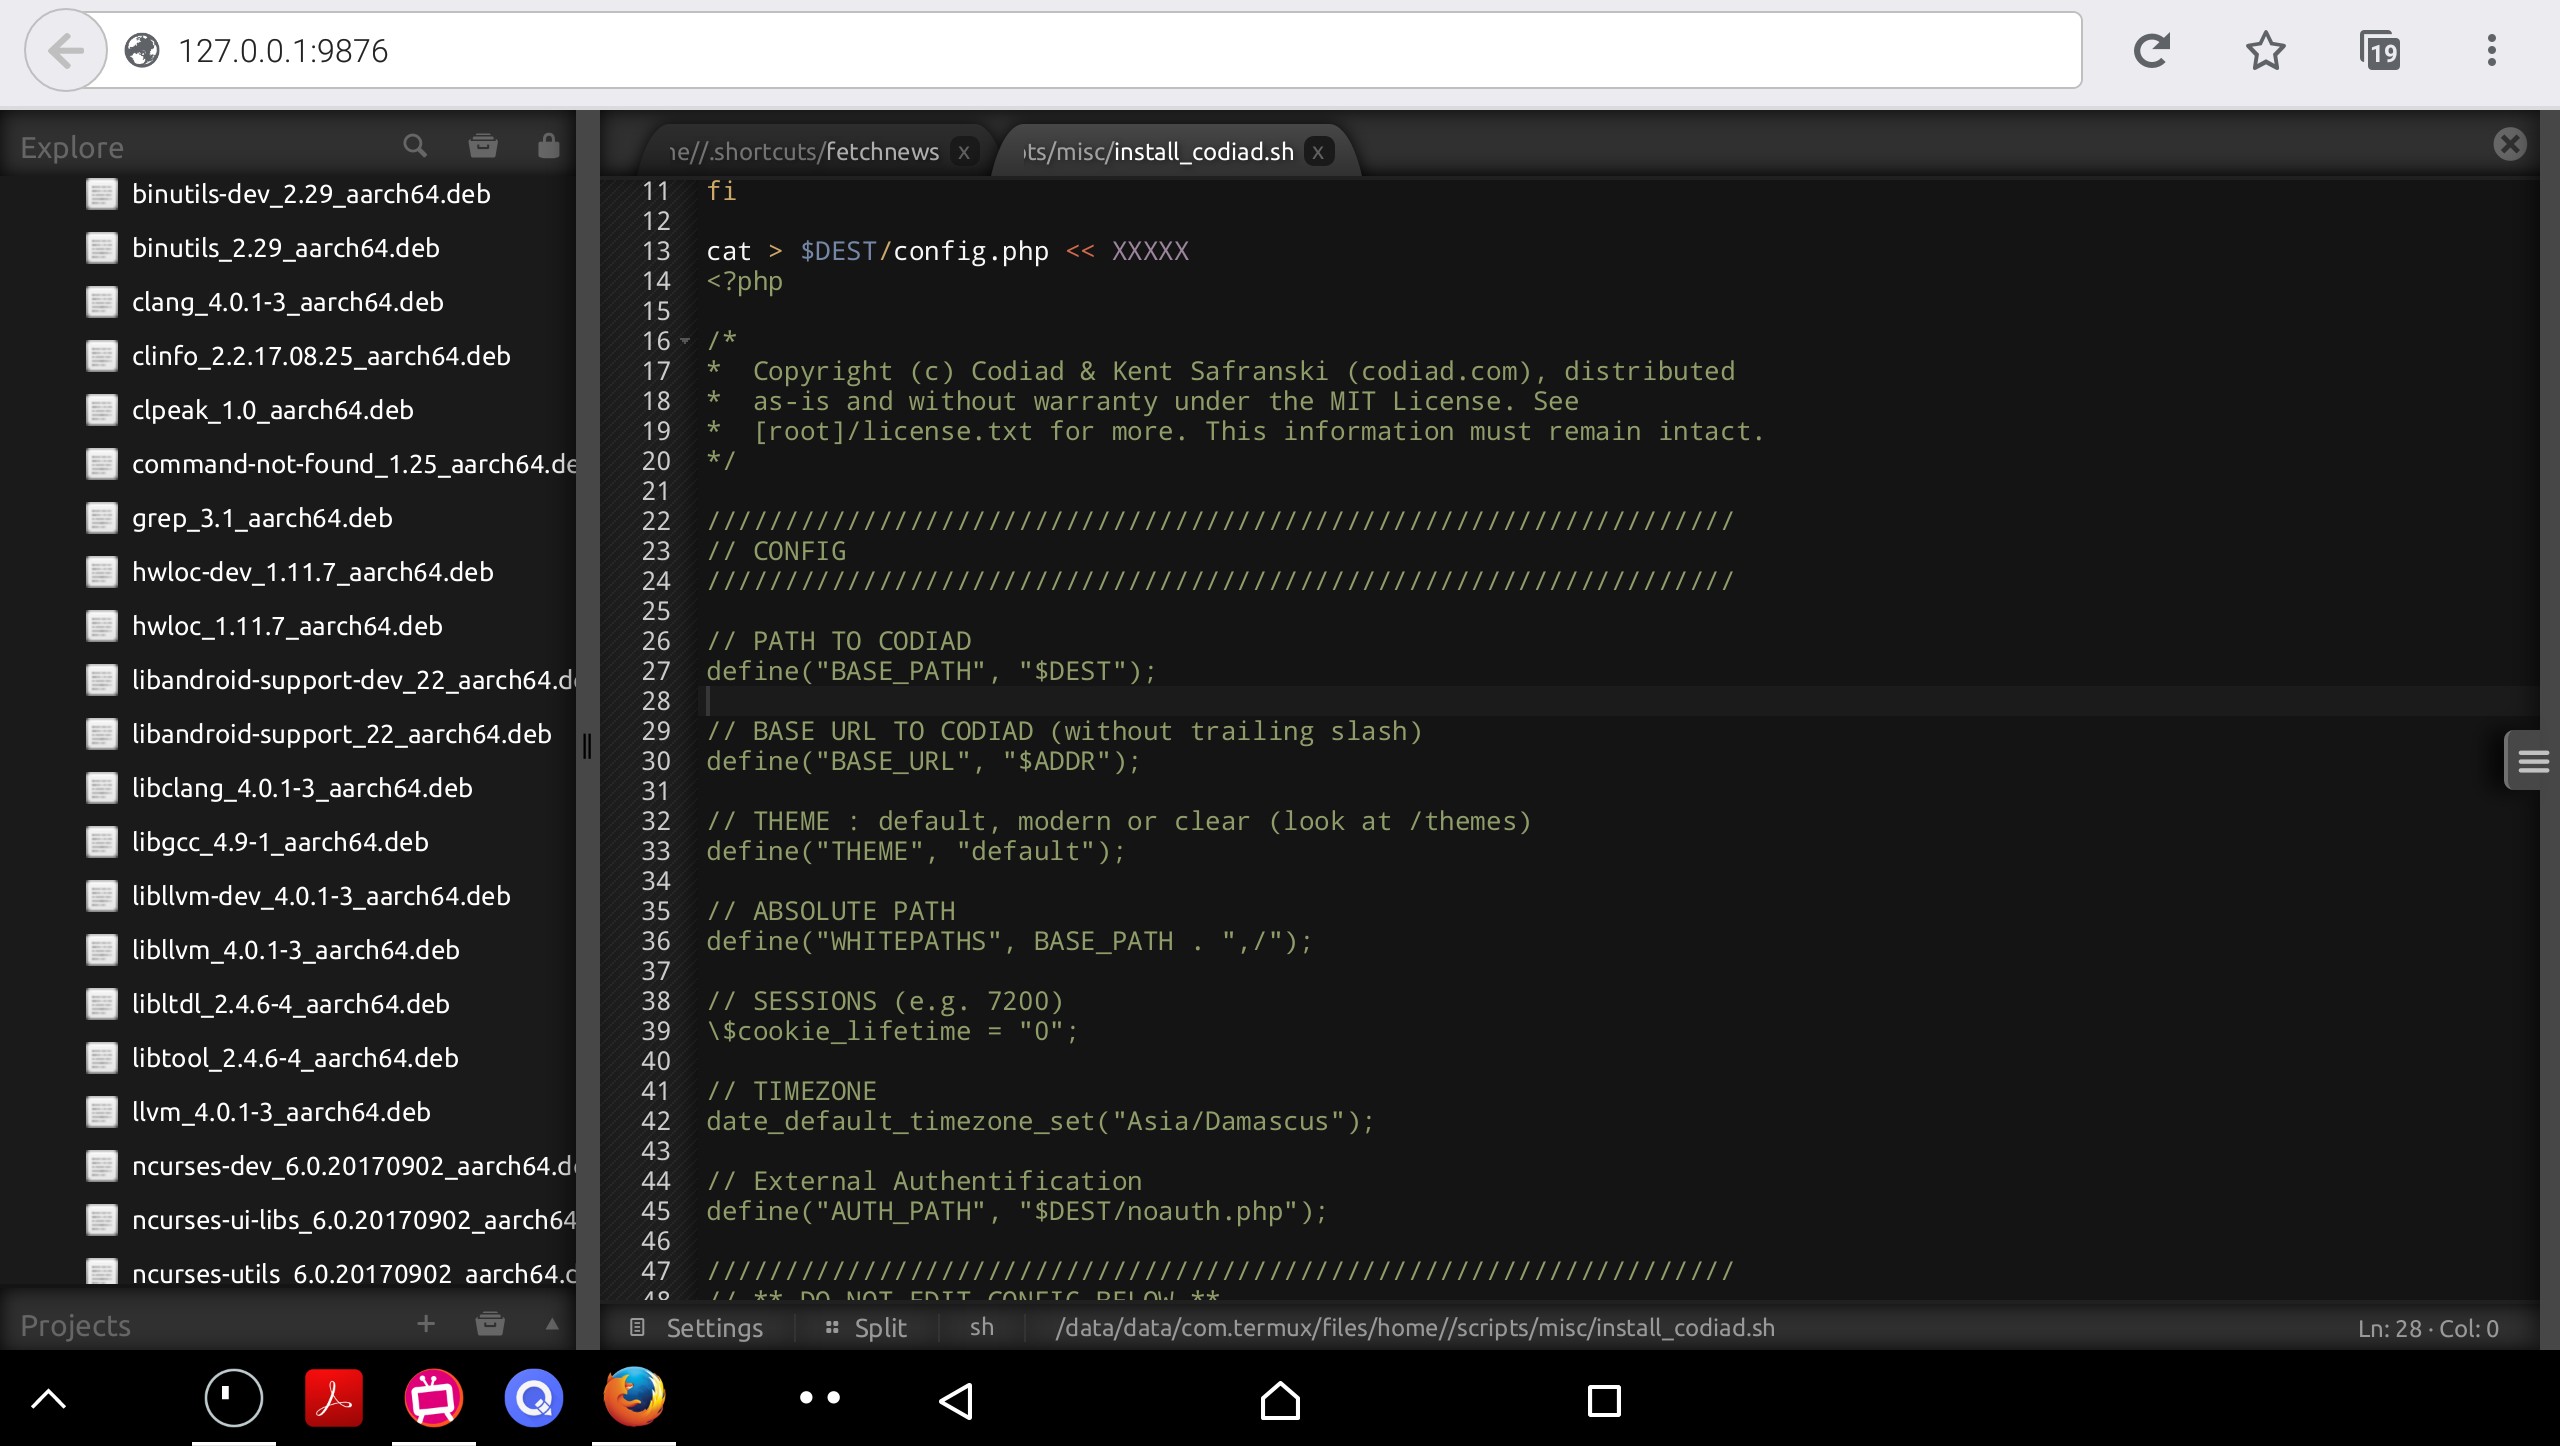 127.0.0.1:9876
19
Explore
binutils-dev_2.29_aarch64.deb
binutils_2.29_aarch64.deb
clang_4.0.1-3_aarch64.deb
clinfo_2.2.17.08.25_aarch64.deb
clpeak_1.0_aarch64.deb
command-not-found_1.25_aarch64.de
grep_3.1_aarch64.deb
hwloc-dev_1.11.7_aarch64.deb
hwloc_1.11.7_aarch64.deb
libandroid-support-dev_22_aarch64.d
libandroid-support_22_aarch64.deb
libclang_4.0.1-3_aarch64.deb
libgcc_4.9-1_aarch64.deb
libllvm-dev_4.0.1-3_aarch64.deb
libllvm_4.0.1-3_aarch64.deb
libltdl_2.4.6-4_aarch64.deb
libtool_2.4.6-4_aarch64.deb
llvm_4.0.1-3_aarch64.deb
ncurses-dev_6.0.20170902_aarch64.d
ncurses-ui-libs_6.0.20170902_aarch64
ncurses-utils_6.0.20170902_aarch64.d
Projects
ne//.shortcuts/fetchnews x
ts/misc/install_codiad.sh x
11 fi
12
13 cat > $DEST/config.php << XXXXX
14 <?php
15
16 /*
17 *  Copyright (c) Codiad & Kent Safranski (codiad.com), distributed
18 *  as-is and without warranty under the MIT License. See
19 *  [root]/license.txt for more. This information must remain intact.
20 */
21
22 //////////////////////////////////////////////////////////////////
23 // CONFIG
24 //////////////////////////////////////////////////////////////////
25
26 // PATH TO CODIAD
27 define("BASE_PATH", "$DEST");
28
29 // BASE URL TO CODIAD (without trailing slash)
30 define("BASE_URL", "$ADDR");
31
32 // THEME : default, modern or clear (look at /themes)
33 define("THEME", "default");
34
35 // ABSOLUTE PATH
36 define("WHITEPATHS", BASE_PATH . ",/");
37
38 // SESSIONS (e.g. 7200)
39 \$cookie_lifetime = "0";
40
41 // TIMEZONE
42 date_default_timezone_set("Asia/Damascus");
43
44 // External Authentification
45 define("AUTH_PATH", "$DEST/noauth.php");
46
47 //////////////////////////////////////////////////////////////////
48 // ** DO NOT EDIT CONFIG BELOW **
Settings Split sh /data/data/com.termux/files/home//scripts/misc/install_codiad.sh Ln: 28 · Col: 0